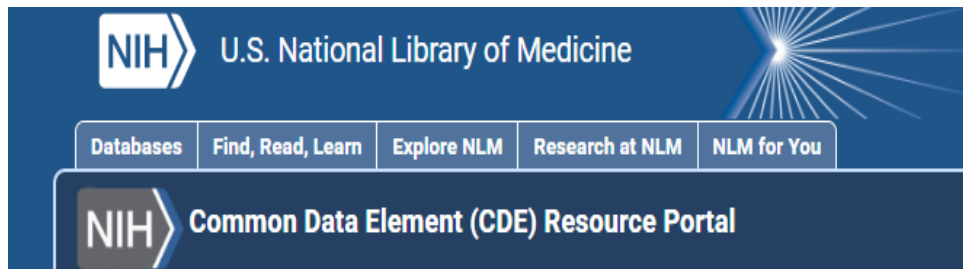 NIH U.S. National Library of Medicine
Databases Find, Read, Learn Explore NLM Research at NLM NLM for You
NIH Common Data Element (CDE) Resource Portal